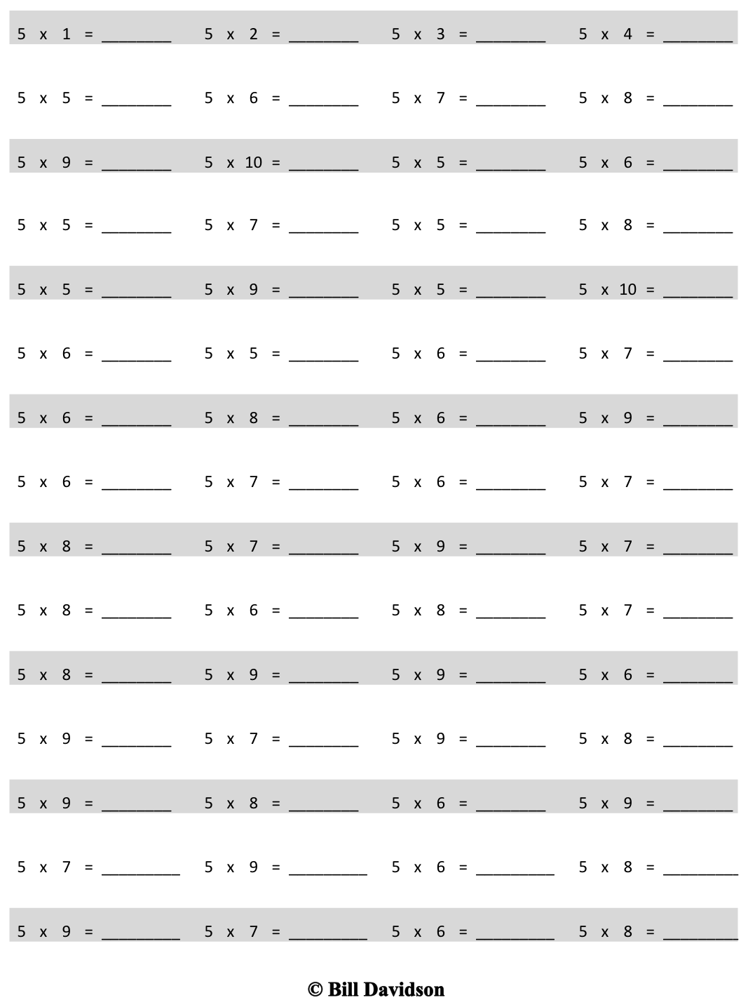 5 x 1 = ________ 5 x 2 = ________ 5 x 3 = ________ 5 x 4 = ________
5 x 5 = ________ 5 x 6 = ________ 5 x 7 = ________ 5 x 8 = ________
5 x 9 = ________ 5 x 10 = ________ 5 x 5 = ________ 5 x 6 = ________
5 x 5 = ________ 5 x 7 = ________ 5 x 5 = ________ 5 x 8 = ________
5 x 5 = ________ 5 x 9 = ________ 5 x 5 = ________ 5 x 10 = ________
5 x 6 = ________ 5 x 5 = ________ 5 x 6 = ________ 5 x 7 = ________
5 x 6 = ________ 5 x 8 = ________ 5 x 6 = ________ 5 x 9 = ________
5 x 6 = ________ 5 x 7 = ________ 5 x 6 = ________ 5 x 7 = ________
5 x 8 = ________ 5 x 7 = ________ 5 x 9 = ________ 5 x 7 = ________
5 x 8 = ________ 5 x 6 = ________ 5 x 8 = ________ 5 x 7 = ________
5 x 8 = ________ 5 x 9 = ________ 5 x 9 = ________ 5 x 6 = ________
5 x 9 = ________ 5 x 7 = ________ 5 x 9 = ________ 5 x 8 = ________
5 x 9 = ________ 5 x 8 = ________ 5 x 6 = ________ 5 x 9 = ________
5 x 7 = _________ 5 x 9 = _________ 5 x 6 = _________ 5 x 8 = _________
5 x 9 = _________ 5 x 7 = _________ 5 x 6 = _________ 5 x 8 = _________
© Bill Davidson